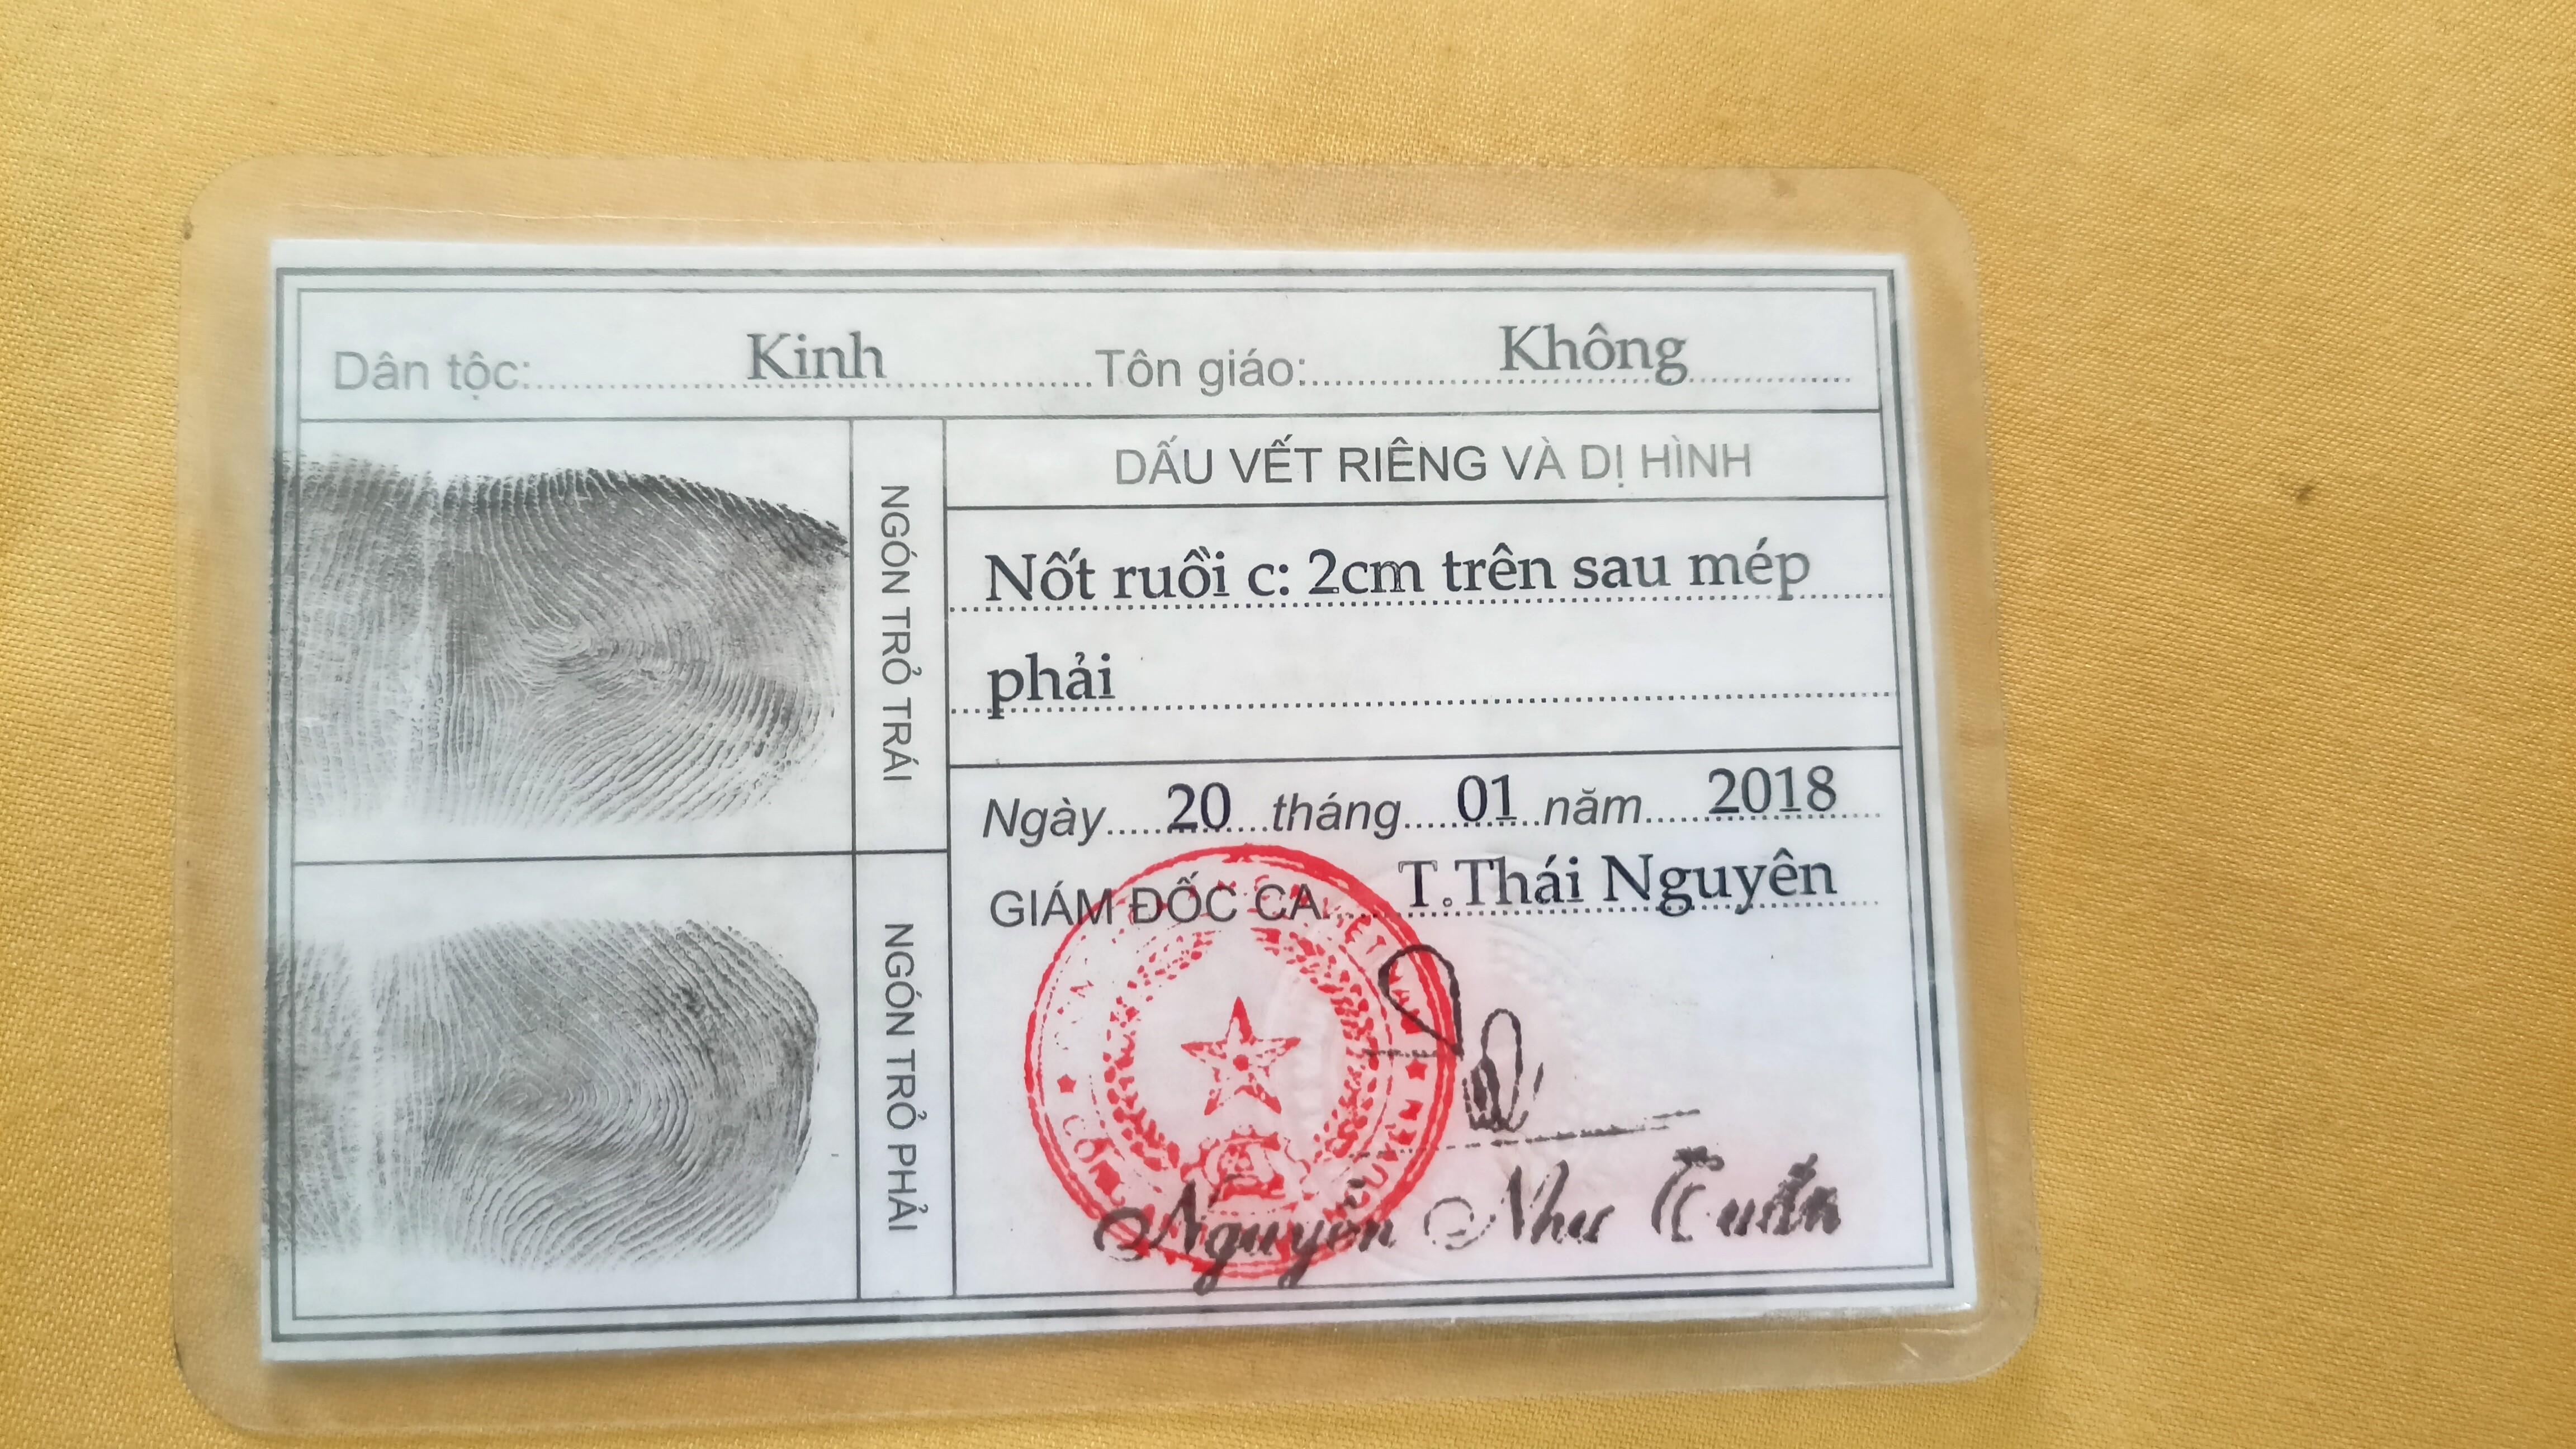 Dân tộc: Kinh Tôn giáo: Không
NGÓN TRỎ TRÁI
DẤU VẾT RIÊNG VÀ DỊ HÌNH
Nốt ruồi c: 2cm trên sau mép
phải
Ngày 20 tháng 01 năm 2018
GIÁM ĐỐC CA T.Thái Nguyên
NGÓN TRỎ PHẢI
Nguyễn Như Tuấn